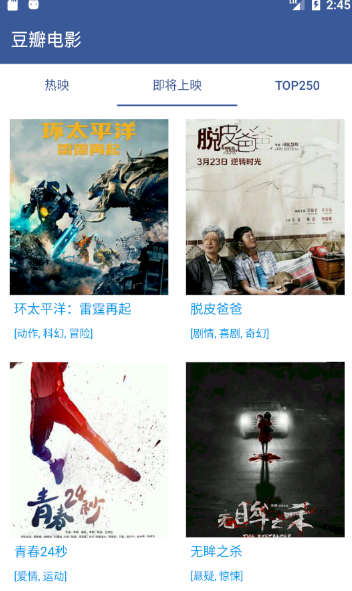 2:45
豆瓣电影
热映
即将上映
TOP250
环太平洋
雷霆再起
脱皮爸爸
3月23日 逆转时光
环太平洋：雷霆再起
[动作, 科幻, 冒险]
脱皮爸爸
[剧情, 喜剧, 奇幻]
青春24秒
无眸之杀
青春24秒
[爱情, 运动]
无眸之杀
[悬疑, 惊悚]